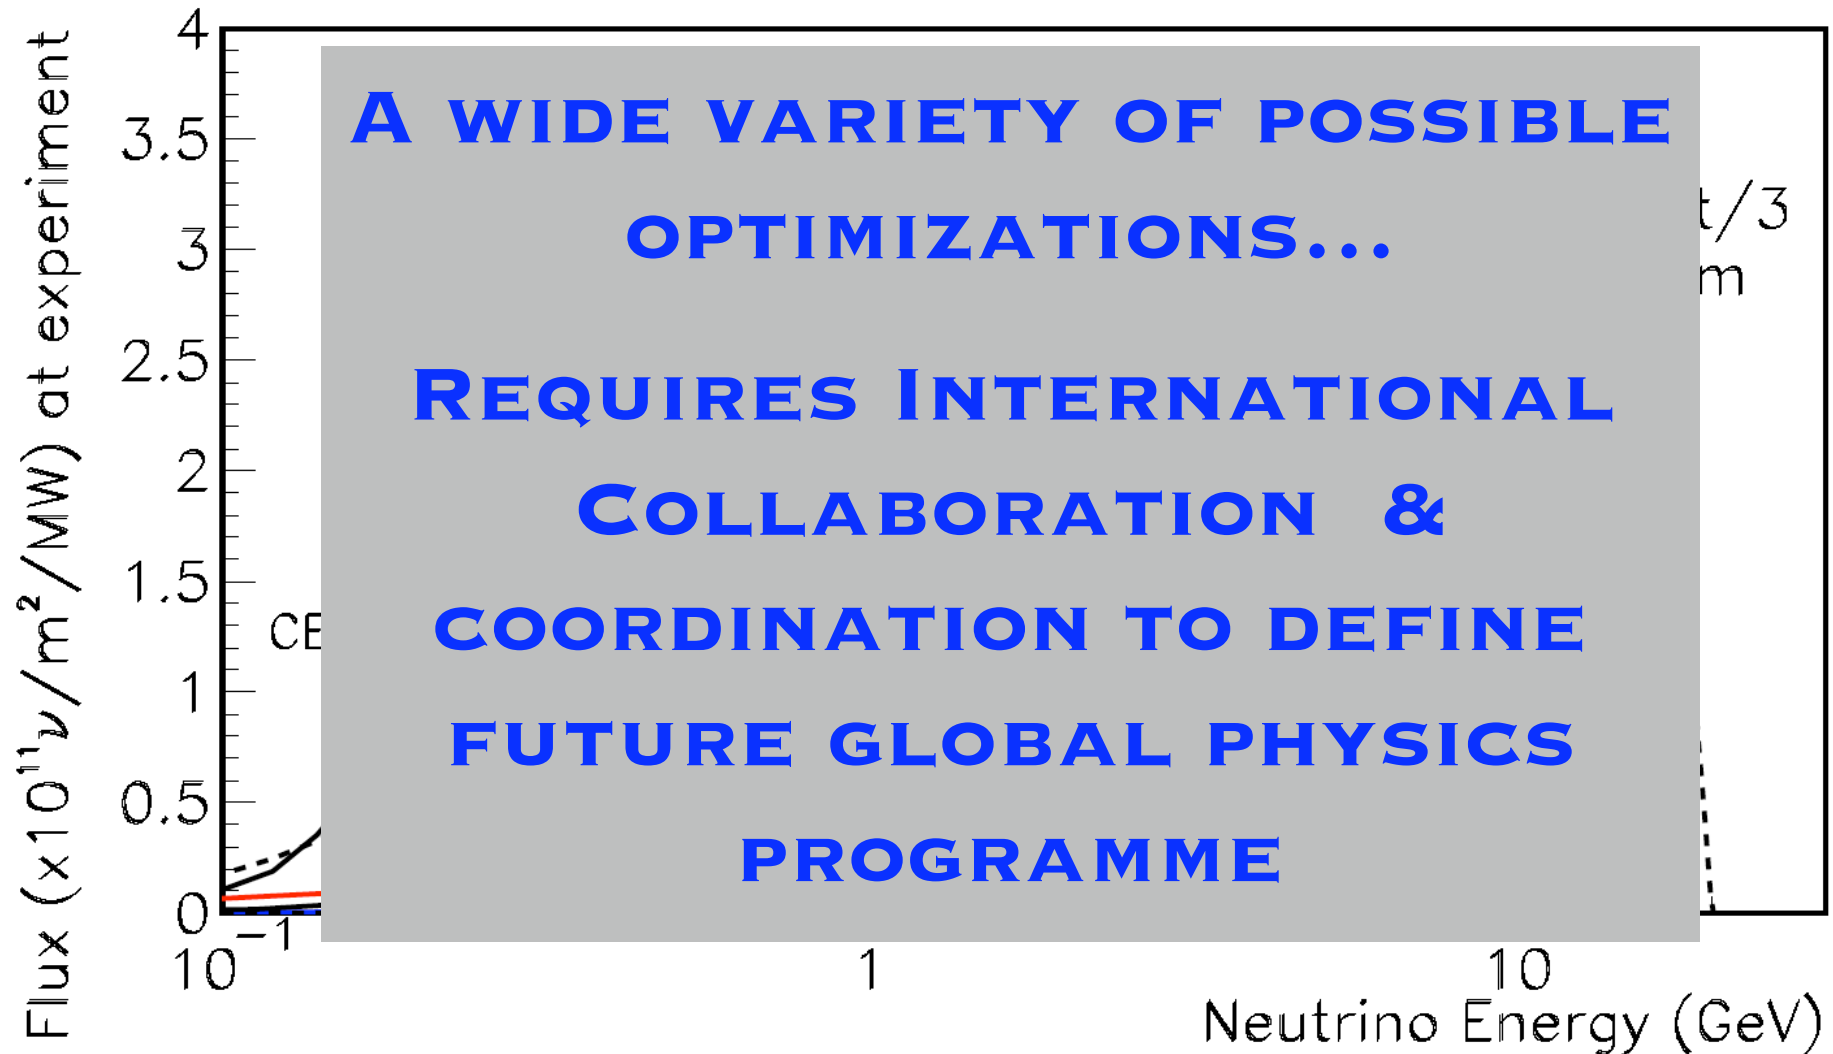 4
3.5
3
2.5
2
1.5
1
0.5
0
Flux (x10¹¹ν/m²/MW) at experiment
A WIDE VARIETY OF POSSIBLE
OPTIMIZATIONS...
REQUIRES INTERNATIONAL
COLLABORATION &
COORDINATION TO DEFINE
FUTURE GLOBAL PHYSICS
PROGRAMME
t/3
m
CE
10⁻¹
1
10
Neutrino Energy (GeV)